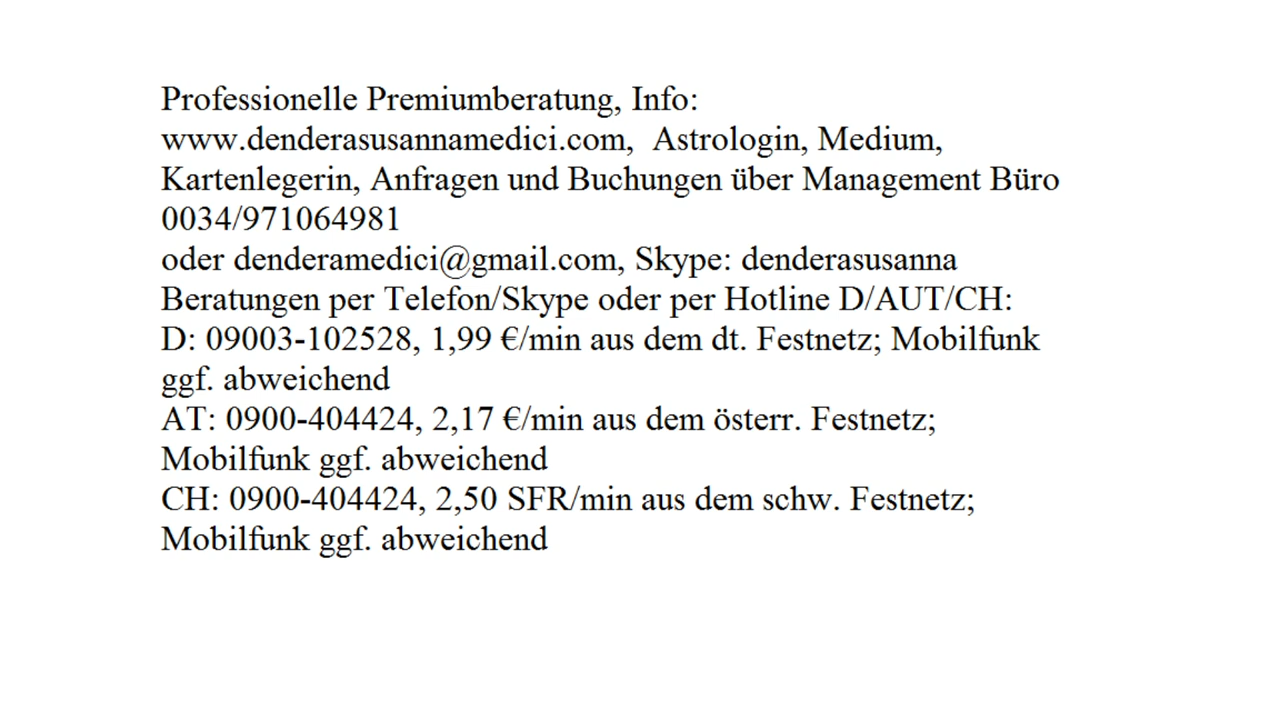 Professionelle Premiumberatung, Info:
www.denderasusannamedici.com,  Astrologin, Medium,
Kartenlegerin, Anfragen und Buchungen über Management Büro
0034/971064981
oder denderamedici@gmail.com, Skype: denderasusanna
Beratungen per Telefon/Skype oder per Hotline D/AUT/CH:
D: 09003-102528, 1,99 €/min aus dem dt. Festnetz; Mobilfunk
ggf. abweichend
AT: 0900-404424, 2,17 €/min aus dem österr. Festnetz;
Mobilfunk ggf. abweichend
CH: 0900-404424, 2,50 SFR/min aus dem schw. Festnetz;
Mobilfunk ggf. abweichend